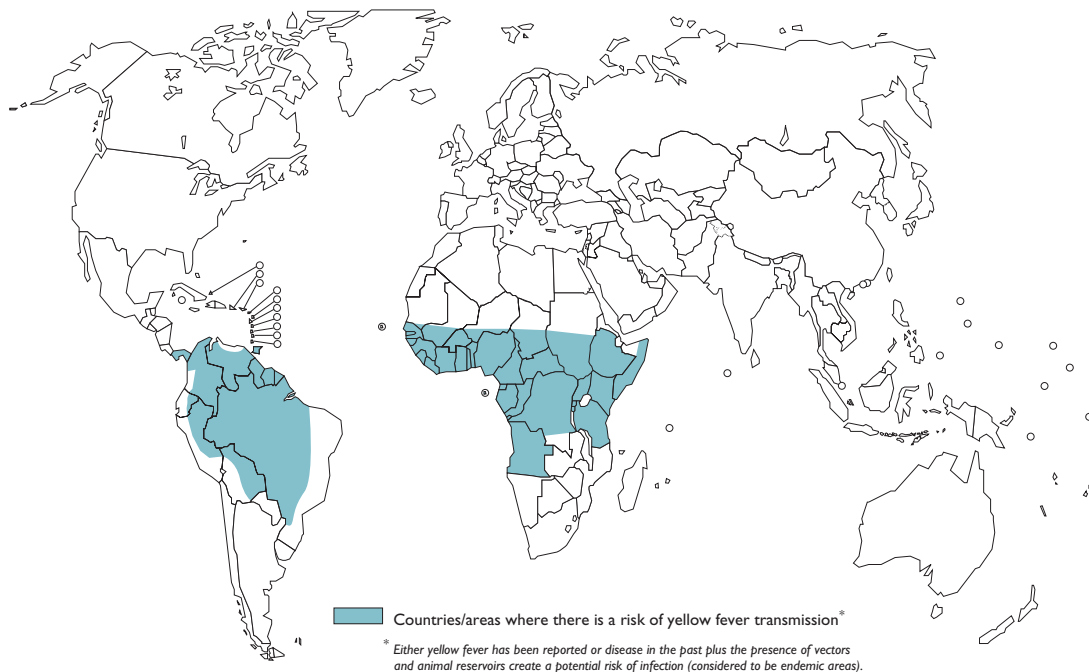 Countries/areas where there is a risk of yellow fever transmission*
* Either yellow fever has been reported or disease in the past plus the presence of vectors
and animal reservoirs create a potential risk of infection (considered to be endemic areas).